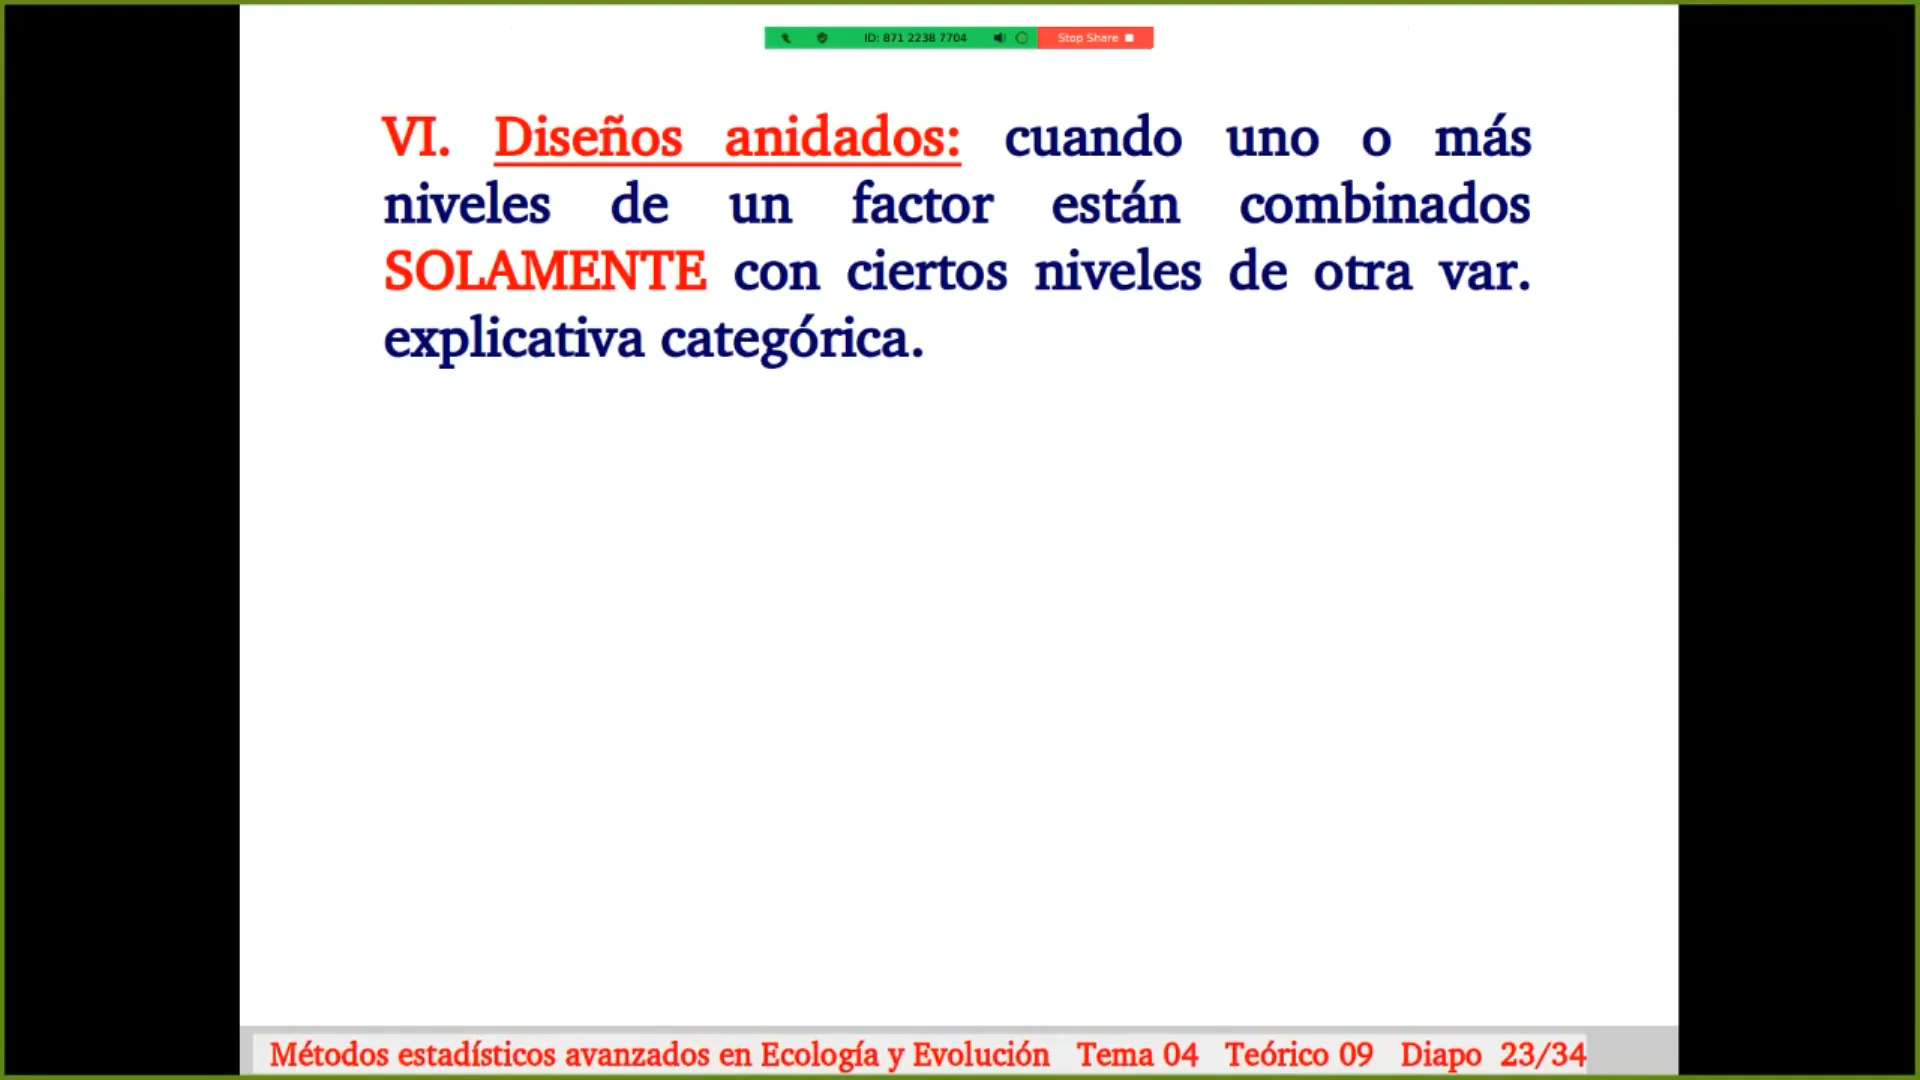 ID: 871 2238 7704 Stop Share
VI. Diseños anidados: cuando uno o más
niveles de un factor están combinados
SOLAMENTE con ciertos niveles de otra var.
explicativa categórica.
Métodos estadísticos avanzados en Ecología y Evolución Tema 04 Teórico 09 Diapo 23/34